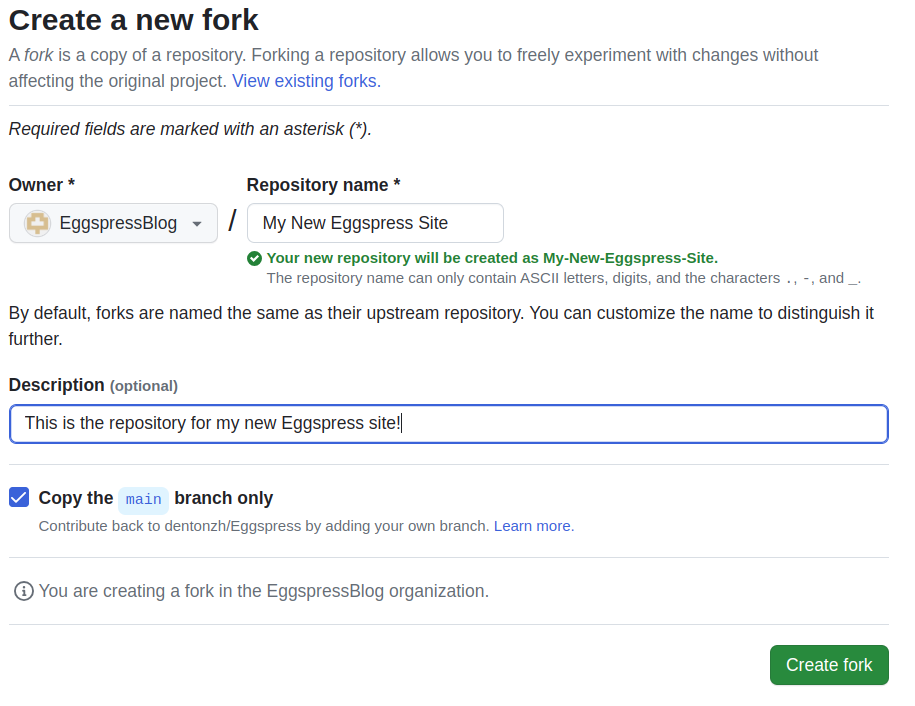 Create a new fork
A fork is a copy of a repository. Forking a repository allows you to freely experiment with changes without
affecting the original project. View existing forks.
Required fields are marked with an asterisk (*).
Owner * Repository name *
EggspressBlog / My New Eggspress Site
Your new repository will be created as My-New-Eggspress-Site.
The repository name can only contain ASCII letters, digits, and the characters ., -, and _.
By default, forks are named the same as their upstream repository. You can customize the name to distinguish it
further.
Description (optional)
This is the repository for my new Eggspress site!
Copy the main branch only
Contribute back to dentonzh/Eggspress by adding your own branch. Learn more.
You are creating a fork in the EggspressBlog organization.
Create fork